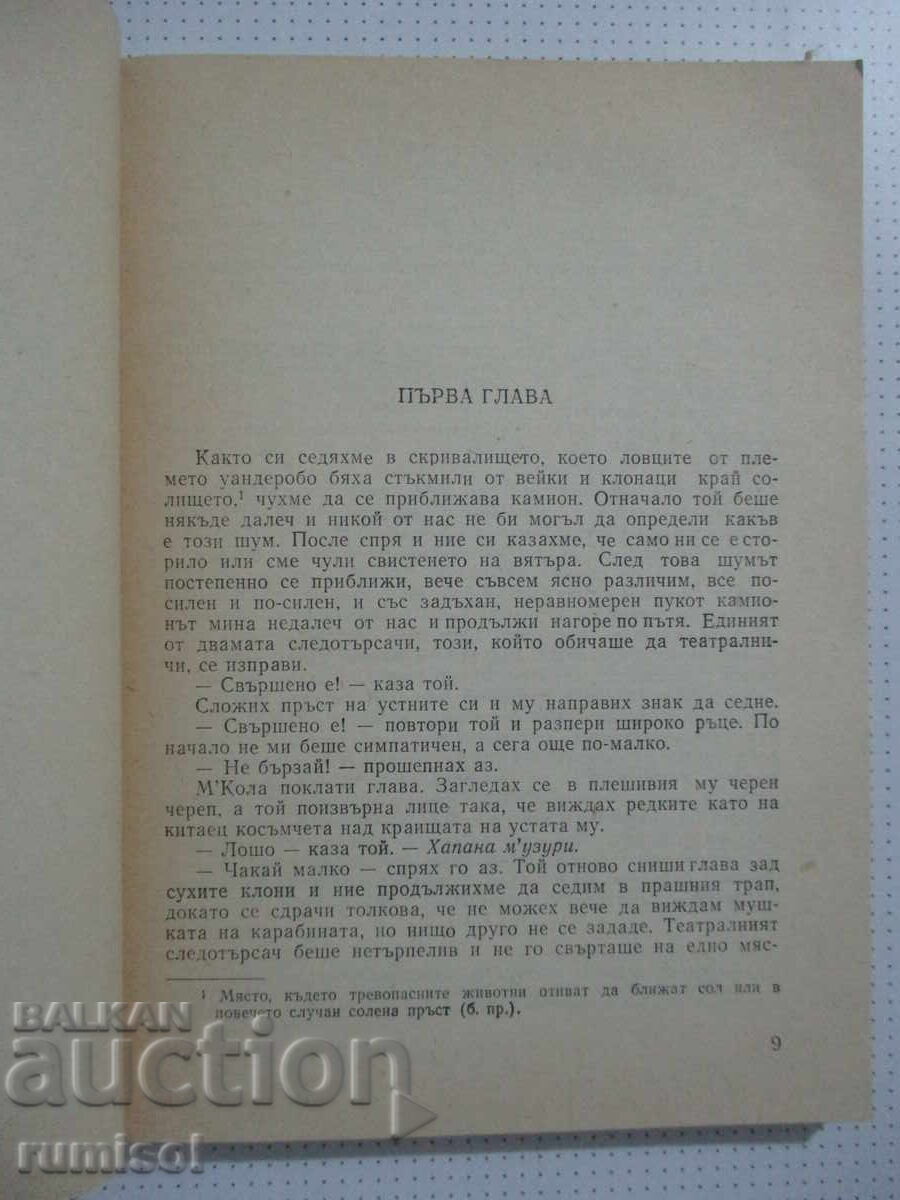 ПЪРВА ГЛАВА
Както си седяхме в скривалището, което ловците от пле-
мето уандеробо бяха стъкмили от вейки и клонаци край со-
лището,¹ чухме да се приближава камион. Отначало той беше
някъде далеч и никой от нас не би могъл да определи какъв
е този шум. После спря и ние си казахме, че само ни се е сто-
рило или сме чули свистенето на вятъра. След това шумът
постепенно се приближи, вече съвсем ясно различим, все по-
силен и по-силен, и със задъхан, неравномерен пукот камио-
нът мина недалеч от нас и продължи нагоре по пътя. Единият
от двамата следотърсачи, този, който обичаше да театрални-
чи, се изправи.
— Свършено е! — каза той.
Сложих пръст на устните си и му направих знак да седне.
— Свършено е! — повтори той и разпери широко ръце. По
начало не ми беше симпатичен, а сега още по-малко.
— Не бързай! — прошепнах аз.
М'Кола поклати глава. Загледах се в плешивия му черен
череп, а той поизвърна лице така, че виждах редките като на
китаец косъмчета над краищата на устата му.
— Лошо — каза той. — Хапана м'узури.
— Чакай малко — спрях го аз. Той отново сниши глава зад
сухите клони и ние продължихме да седим в прашния трап,
докато се здрачи толкова, че не можех вече да виждам муш-
ката на карабината, но нищо друго не се зададе. Театралният
следотърсач беше нетърпелив и не го свърташе на едно мяс-
¹ Място, където тревопасните животни отиват да ближат сол или в
повечето случаи солена пръст (б. пр.).
9
BALKAN
auction
rumisol